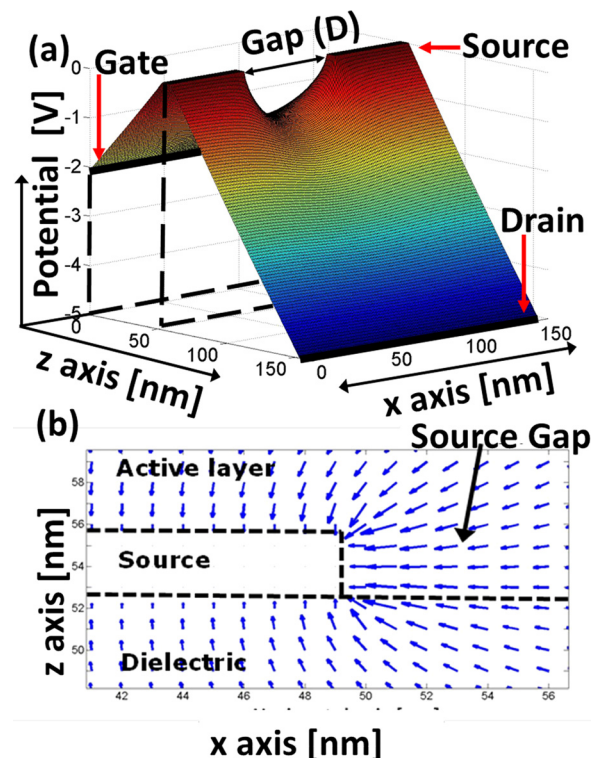 (a)
Gap (D)
Source
Gate
Potential [V]
0
-1
-2
-3
-4
-5
Drain
0
50
100
150
z axis [nm]
0
50
100
150
x axis [nm]
(b)
Source Gap
Active layer
Source
Dielectric
z axis [nm]
58
56
54
52
50
42
44
46
48
50
52
54
56
x axis [nm]